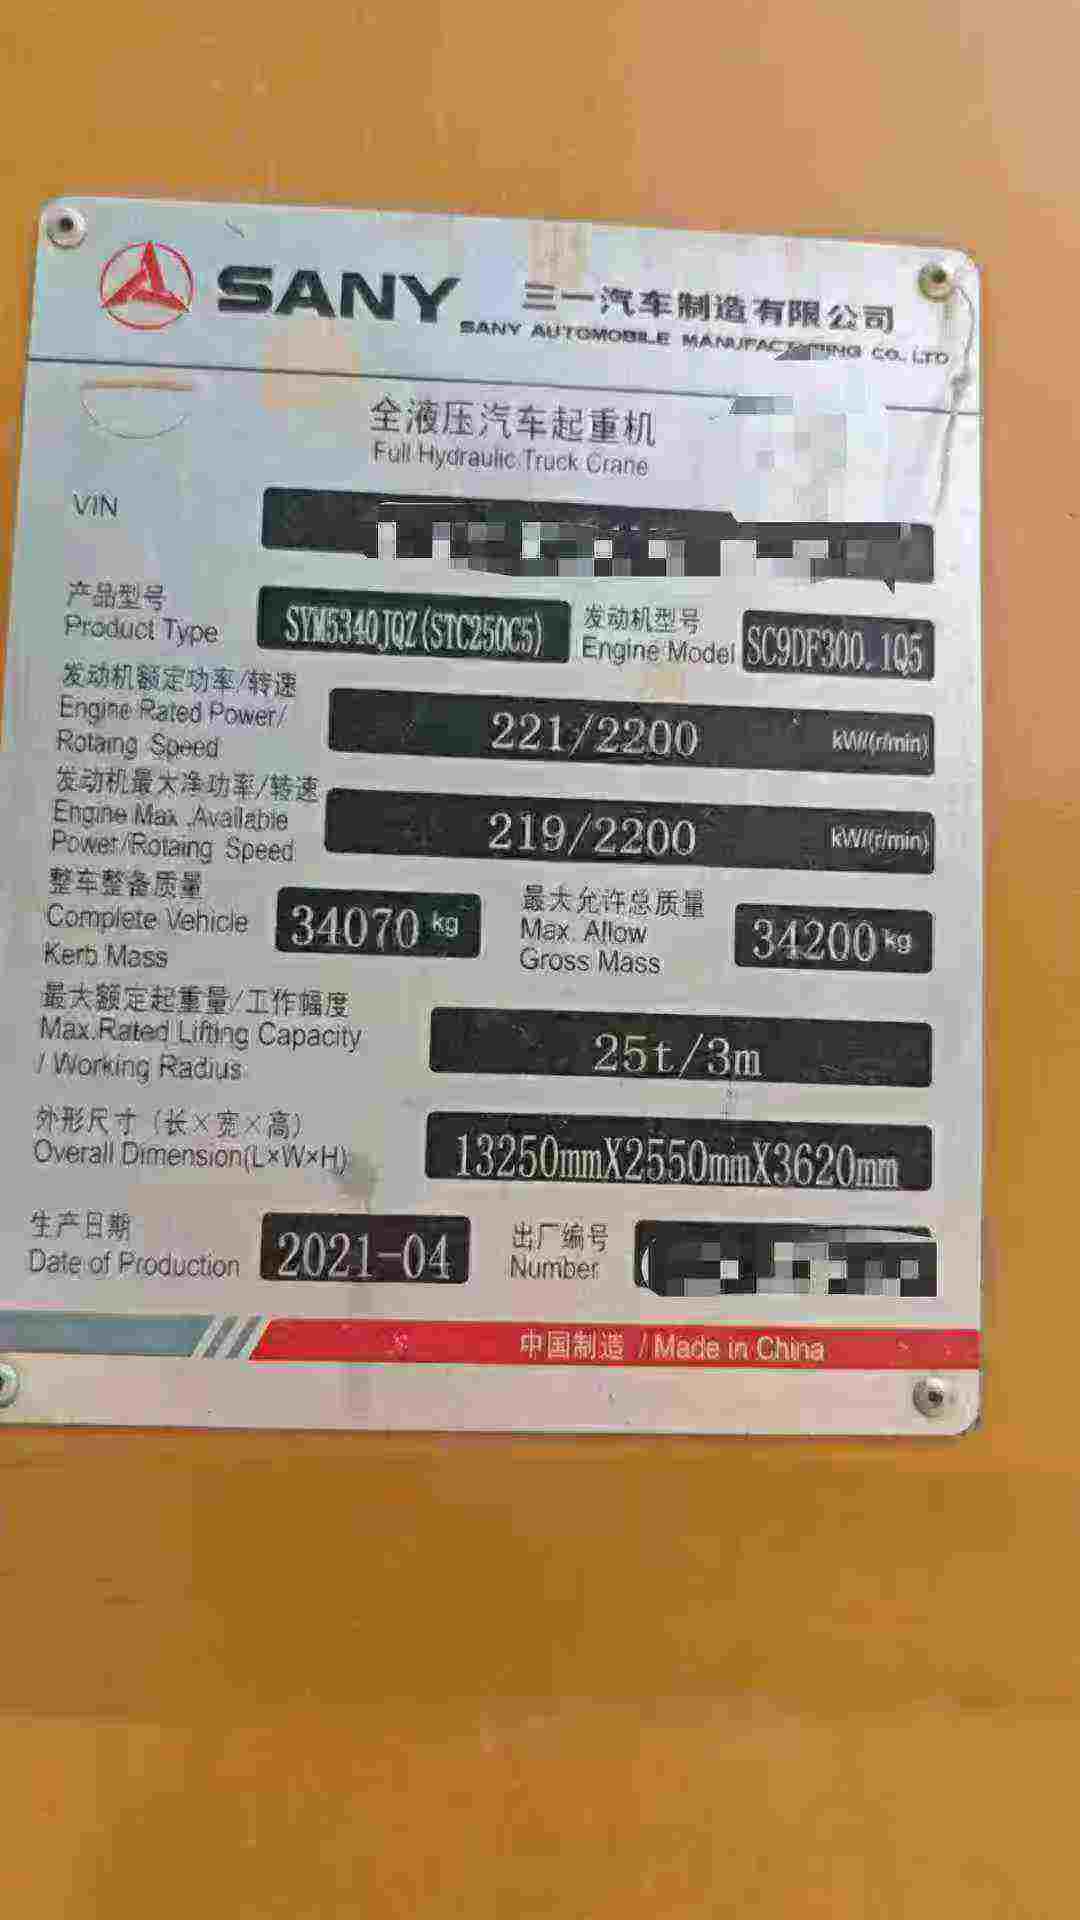 SANY 三一汽车制造有限公司
SANY AUTOMOBILE MANUFACTURING CO., LTD
全液压汽车起重机
Full Hydraulic Truck Crane
VIN
产品型号
Product Type
SYM5340JQZ(STC250C5)
发动机型号
Engine Model
SC9DF300.1Q5
发动机额定功率/转速
Engine Rated Power/
Rotaing Speed
221/2200 kW/(r/min)
发动机最大净功率/转速
Engine Max .Available
Power/Rotaing Speed
219/2200 kW/(r/min)
整车整备质量
Complete Vehicle
Kerb Mass
34070 kg
最大允许总质量
Max. Allow
Gross Mass
34200 kg
最大额定起重量/工作幅度
Max.Rated Lifting Capacity
/ Working Radius
25t/3m
外形尺寸 (长×宽×高)
Overall Dimension(L×W×H)
13250mmX2550mmX3620mm
生产日期
Date of Production
2021-04
出厂编号
Number
中国制造 / Made in China